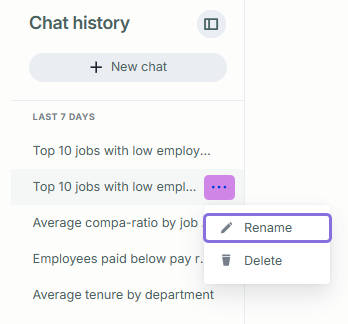 Chat history
New chat
LAST 7 DAYS
Top 10 jobs with low employ...
Top 10 jobs with low empl...
Average compa-ratio by job
Rename
Employees paid below pay r...
Delete
Average tenure by department